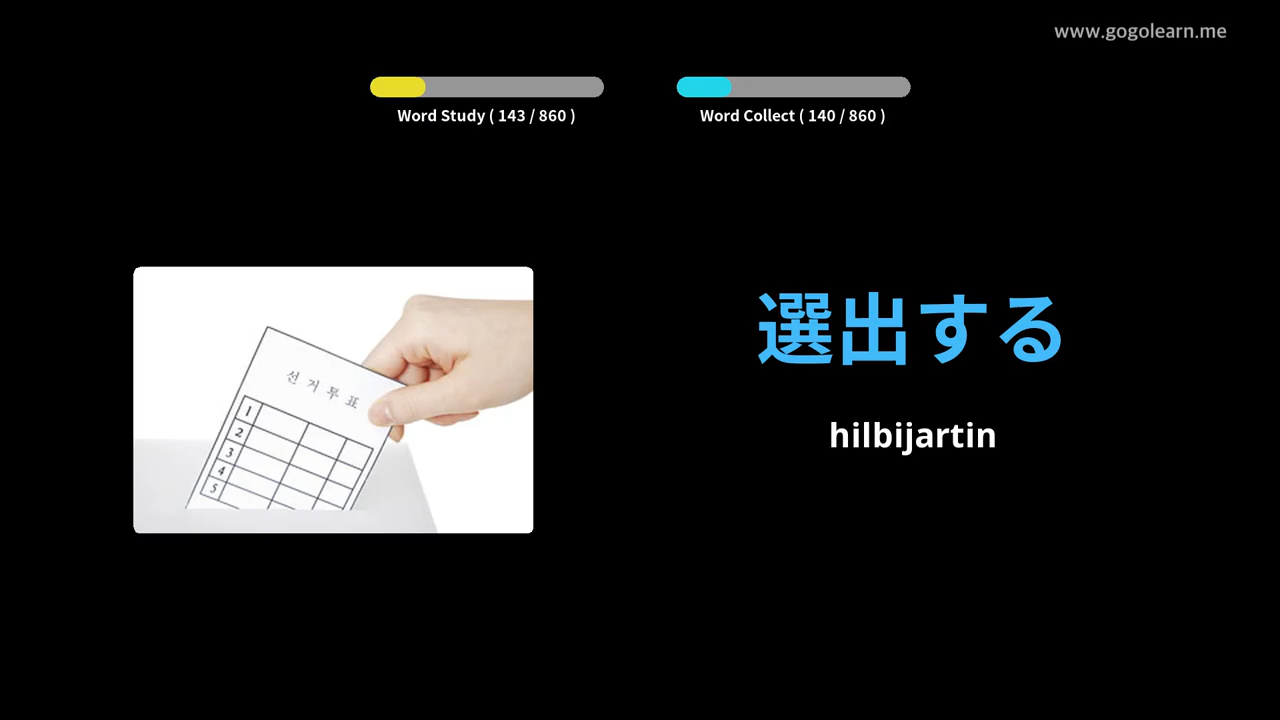 www.gogolearn.me
Word Study ( 143 / 860 )
Word Collect ( 140 / 860 )
선거투표
1
2
3
4
5
選出する
hilbijartin